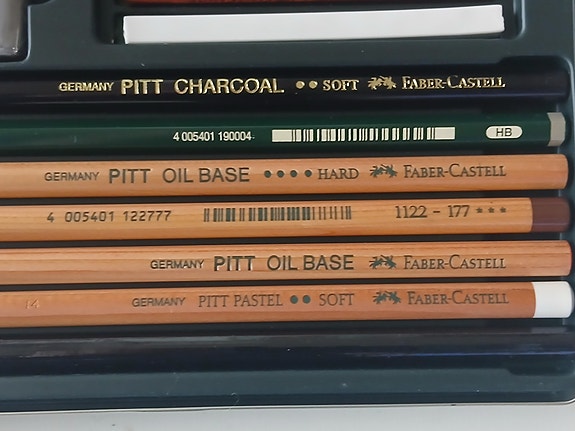 GERMANY PITT CHARCOAL •• SOFT FABER-CASTELL
4 005401 190004 HB
GERMANY PITT OIL BASE •••• HARD FABER-CASTELL
4 005401 122777 1122 - 177 ***
GERMANY PITT OIL BASE FABER-CASTELL
14 GERMANY PITT PASTEL •• SOFT FABER-CASTELL